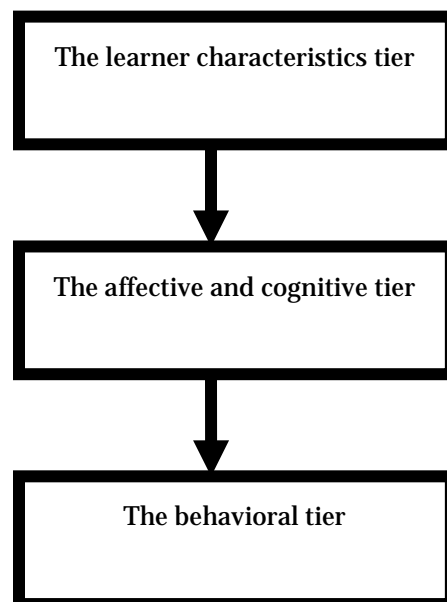 The learner characteristics tier
The affective and cognitive tier
The behavioral tier